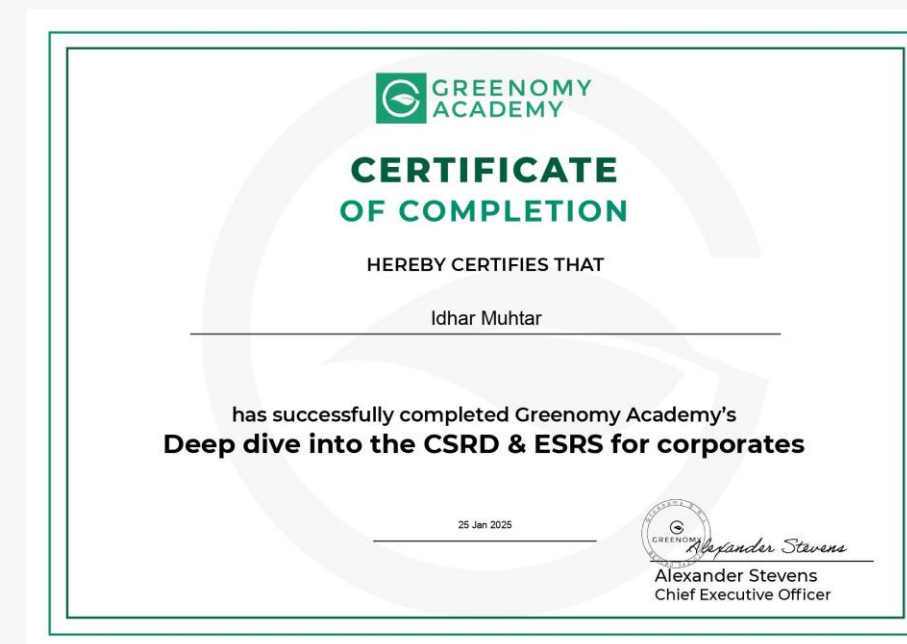 GREENOMY
ACADEMY
CERTIFICATE
OF COMPLETION
HEREBY CERTIFIES THAT
Idhar Muhtar
has successfully completed Greenomy Academy’s
Deep dive into the CSRD & ESRS for corporates
25 Jan 2025
GREENOMY
Alexander Stevens
Alexander Stevens
Chief Executive Officer